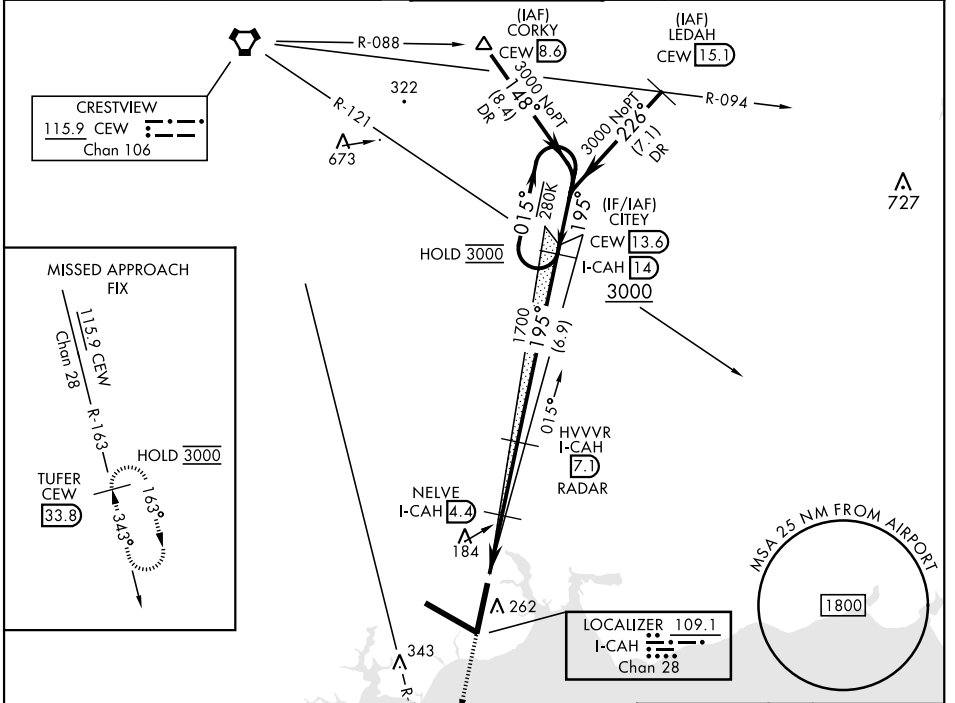 (IAF)
CORKY
CEW 8.6
(IAF)
LEDAH
CEW 15.1
R-088
R-094
R-121
322
673
727
CRESTVIEW
115.9 CEW
Chan 106
3000 NoPT
148°
(8.4)
DR
3000 NoPT
226°
(7.1)
DR
015°
280K
195°
HOLD 3000
(IF/IAF)
CITEY
CEW 13.6
I-CAH 14
3000
1700
195°
(6.9)
015°
HVVVR
I-CAH
7.1
RADAR
NELVE
I-CAH 4.4
184
262
343
R-
MISSED APPROACH
FIX
115.9 CEW
Chan 28
R-163
HOLD 3000
TUFER
CEW
33.8
163°
343°
LOCALIZER 109.1
I-CAH
Chan 28
MSA 25 NM FROM AIRPORT
1800